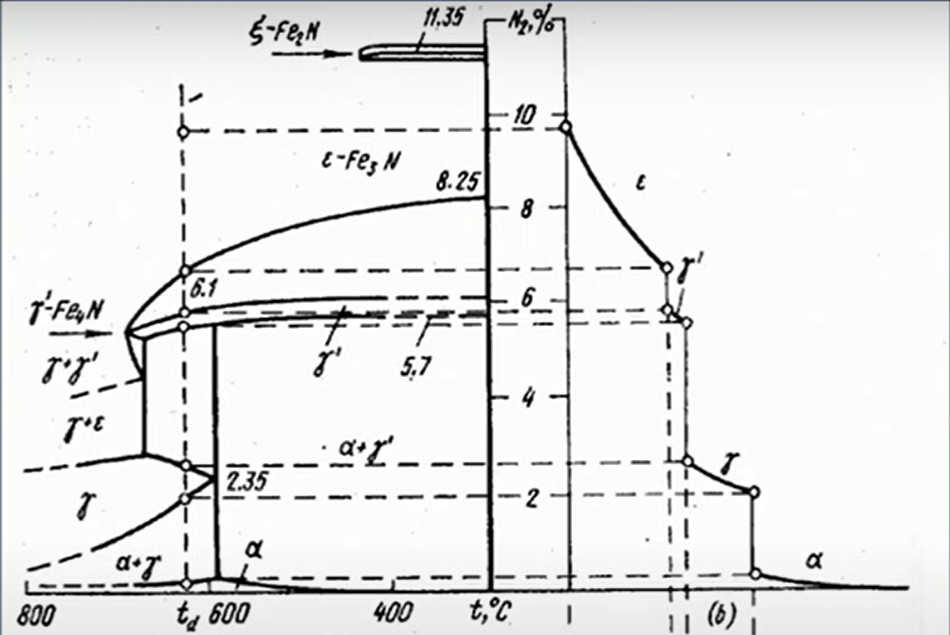 ξ-Fe₂N
11.35
N₂,%
10
ε-Fe₃N
ε
8.25
8
6.1
γ'
γ'-Fe₄N
6
γ+γ'
γ'
5,7
4
γ+ε
α+γ'
γ
2.35
2
γ
α+γ
α
α
800
t_d
600
400
t,°C
(b)